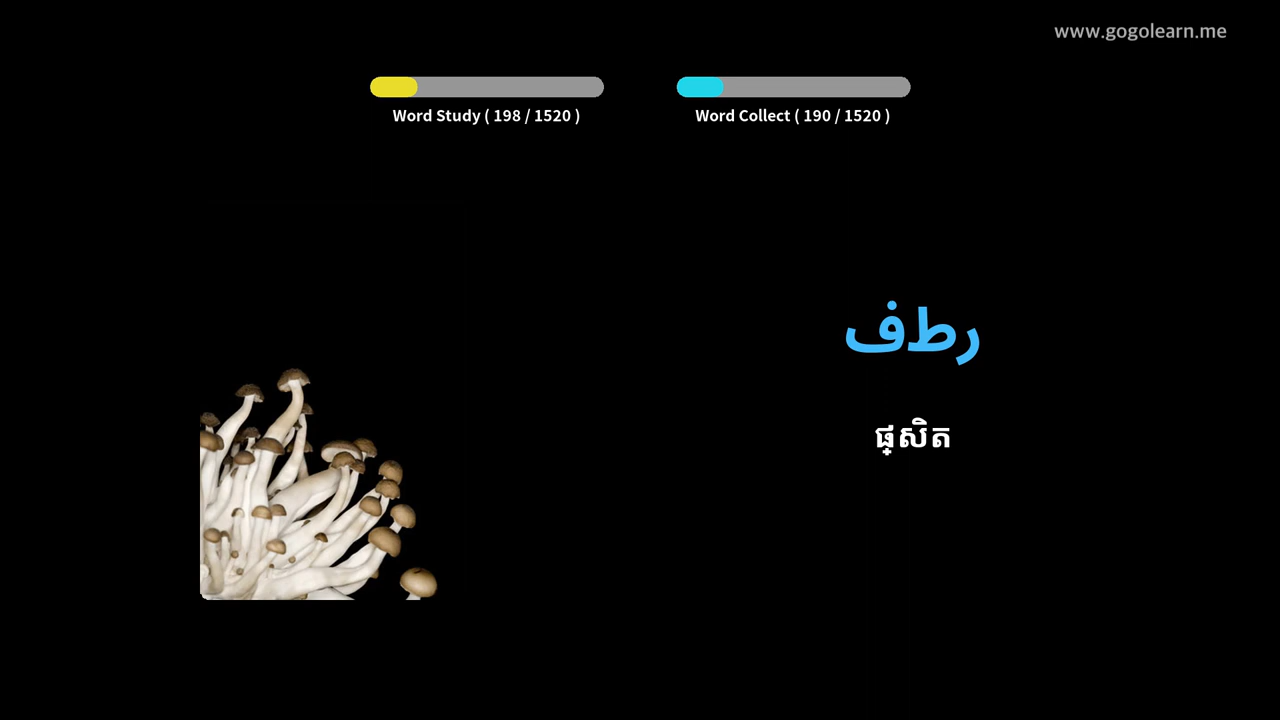 www.gogolearn.me
Word Study ( 198 / 1520 )
Word Collect ( 190 / 1520 )
رطف
ផ្សិត